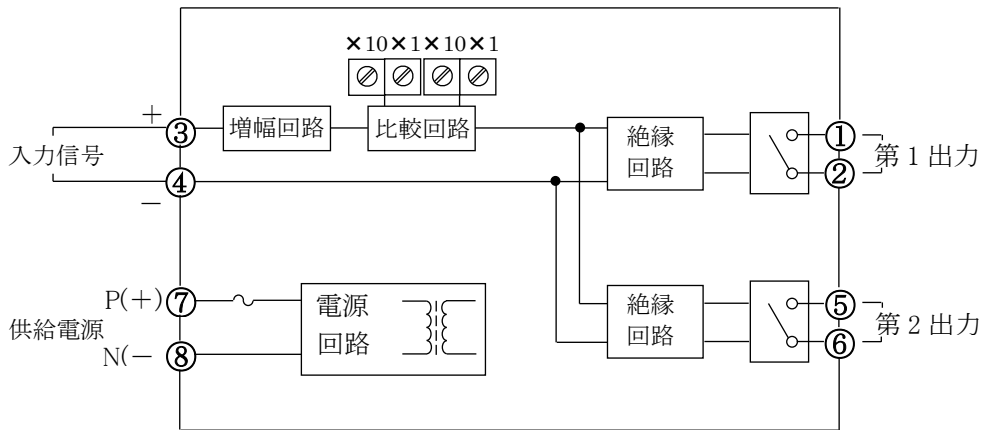 ×10×1×10×1
+
③
増幅回路
比較回路
絶縁
回路
①
②
第1出力
入力信号
④
−
P(+)
⑦
供給電源
N(−
⑧
電源
回路
絶縁
回路
⑤
⑥
第2出力